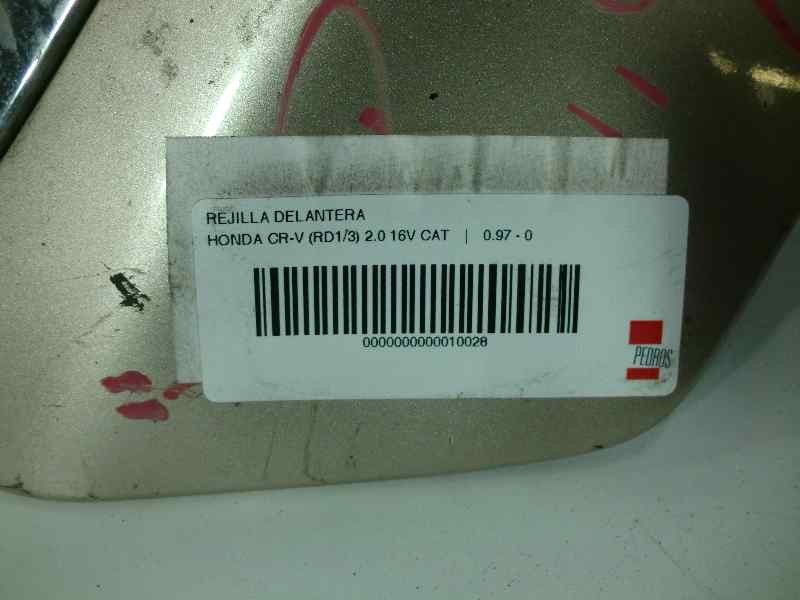 REJILLA DELANTERA
HONDA CR-V (RD1/3) 2.0 16V CAT | 0.97 - 0
0000000000010028
PEDROS